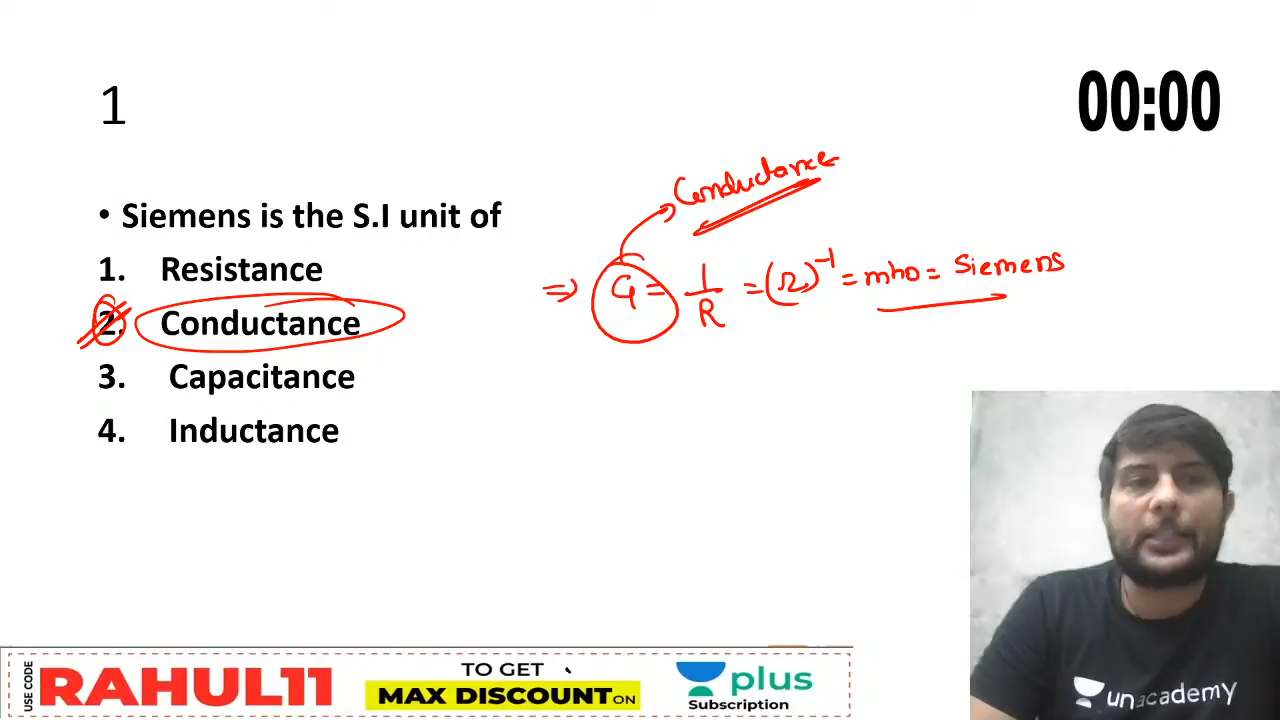 1
00:00
• Siemens is the S.I unit of
1. Resistance
2. Conductance
3. Capacitance
4. Inductance
Conductance
⇒ G = 1/R = (Ω)⁻¹ = mho = Siemens
USE CODE
RAHUL11
TO GET
MAX DISCOUNT ON
plus
Subscription
unacademy